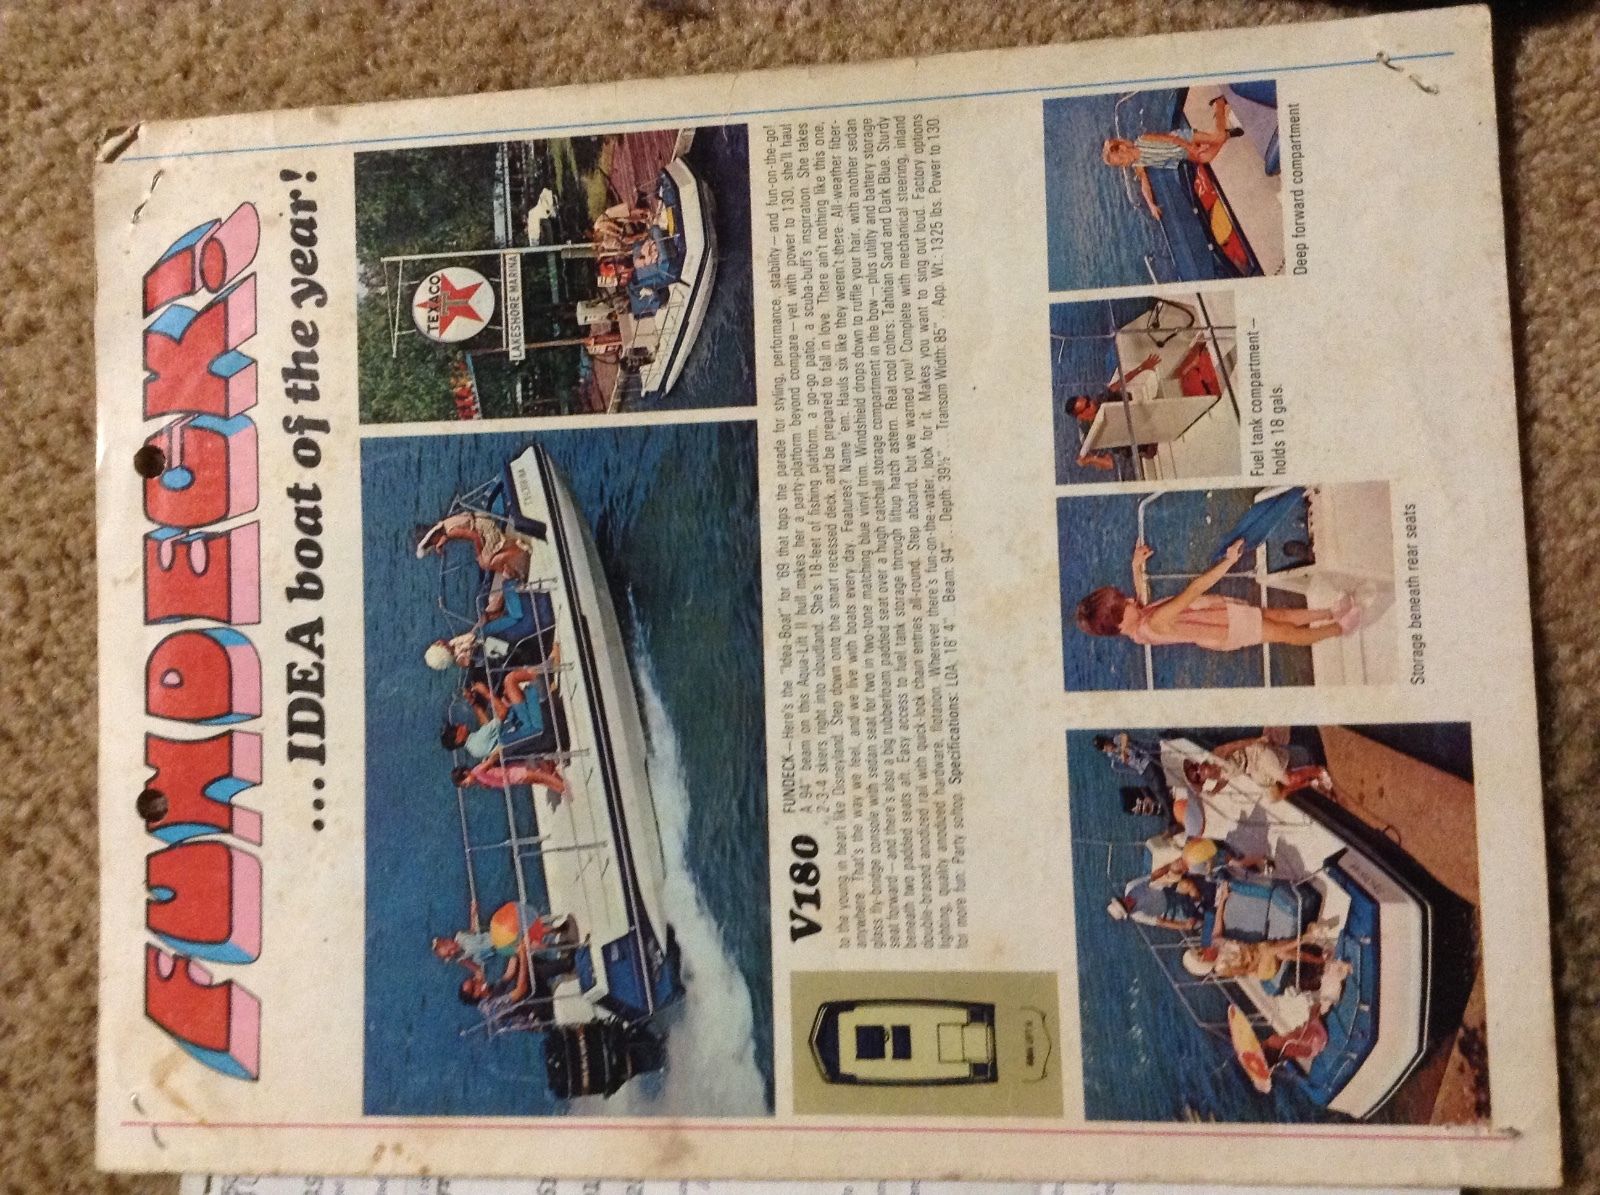 FUNDECK!
...IDEA boat of the year!
TEXACO
T
LAKESHORE MARINA
V180
FUNDECK — Here's the "Idea-Boat" for '69 that tops the parade for styling, performance, stability — and fun-on-the-go!
A 94" beam on this Aqua-Lift II hull makes her a party platform beyond compare — yet with power to 130, she'll haul
2-3-4 skiers right into cloudland. She's 18-feet of fishing platform, a go-go patio, a scuba-buff's inspiration. She takes
to the young in heart like Disneyland. Step down onto the smart recessed deck, and be prepared to fall in love. There ain't nothing like this one,
anywhere. That's the way we feel, and we live with boats every day. Features? Name 'em. Hauls six like they weren't there. All-weather fiber-
glass fly-bridge console with sedan seat for two in two-tone matching blue vinyl trim. Windshield drops down to ruffle your hair, with another sedan
seat forward — and there's also a big rubberfoam padded seat over a hugh catchall storage compartment in the bow — plus utility and battery storage
beneath two padded seats aft. Easy access to fuel tank storage through liftup hatch astern. Real cool colors: Tahitian Sand and Dark Blue. Sturdy
double-braced anodized rail with quick-lock chain entries all-round. Step aboard, but we warned you! Complete with mechanical steering, inland
lighting, quality anodized hardware, flotation. Wherever there's fun-on-the-water, look for it. Makes you want to sing out loud. Factory options
for more fun: Party softop. Specifications: LOA: 18' 4" ... Beam: 94" ... Depth: 39½" ... Transom Width: 85" ... App. Wt.: 1325 lbs. Power to 130.
AQUA-LIFT II
Storage beneath rear seats
Fuel tank compartment —
holds 18 gals.
Deep forward compartment